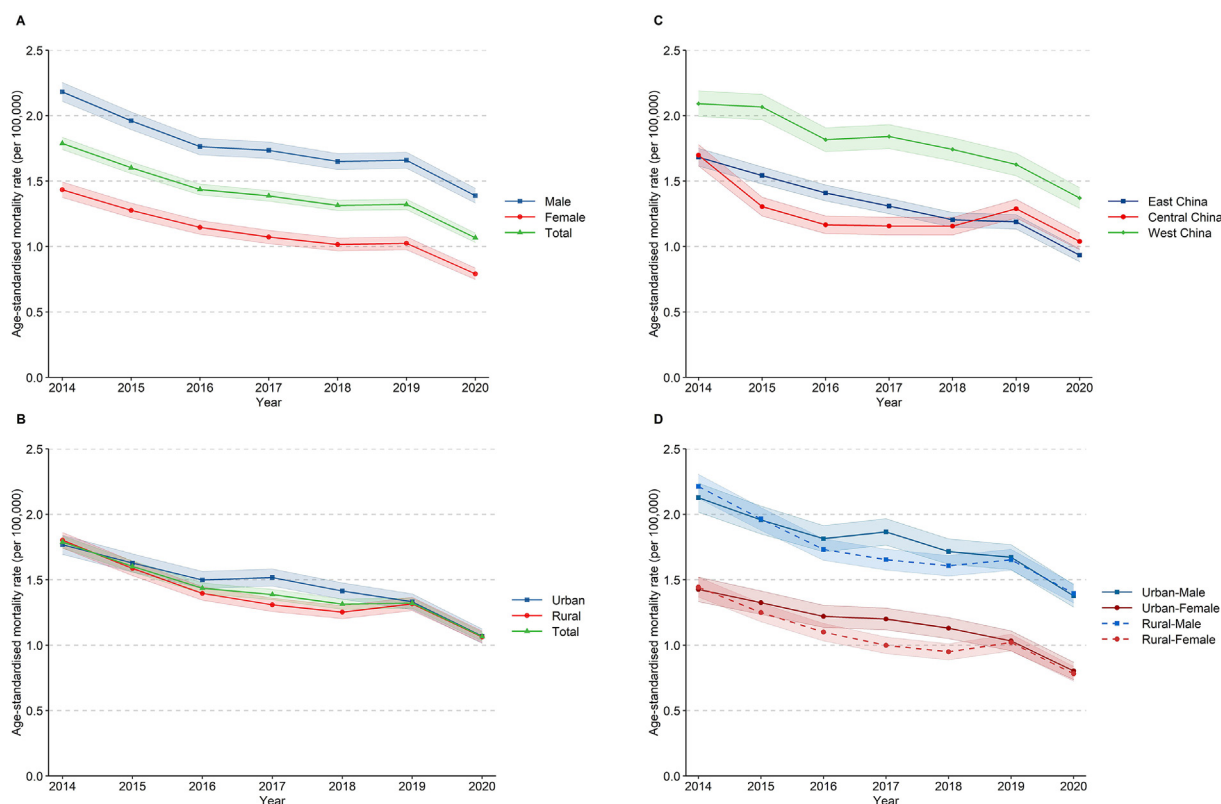 A
Age-standardised mortality rate (per 100,000)
2.5
2.0
1.5
1.0
0.5
0.0
2014 2015 2016 2017 2018 2019 2020
Year
Male
Female
Total
C
Age-standardised mortality rate (per 100,000)
2.5
2.0
1.5
1.0
0.5
0.0
2014 2015 2016 2017 2018 2019 2020
Year
East China
Central China
West China
B
Age-standardised mortality rate (per 100,000)
2.5
2.0
1.5
1.0
0.5
0.0
2014 2015 2016 2017 2018 2019 2020
Year
Urban
Rural
Total
D
Age-standardised mortality rate (per 100,000)
2.5
2.0
1.5
1.0
0.5
0.0
2014 2015 2016 2017 2018 2019 2020
Year
Urban-Male
Urban-Female
Rural-Male
Rural-Female